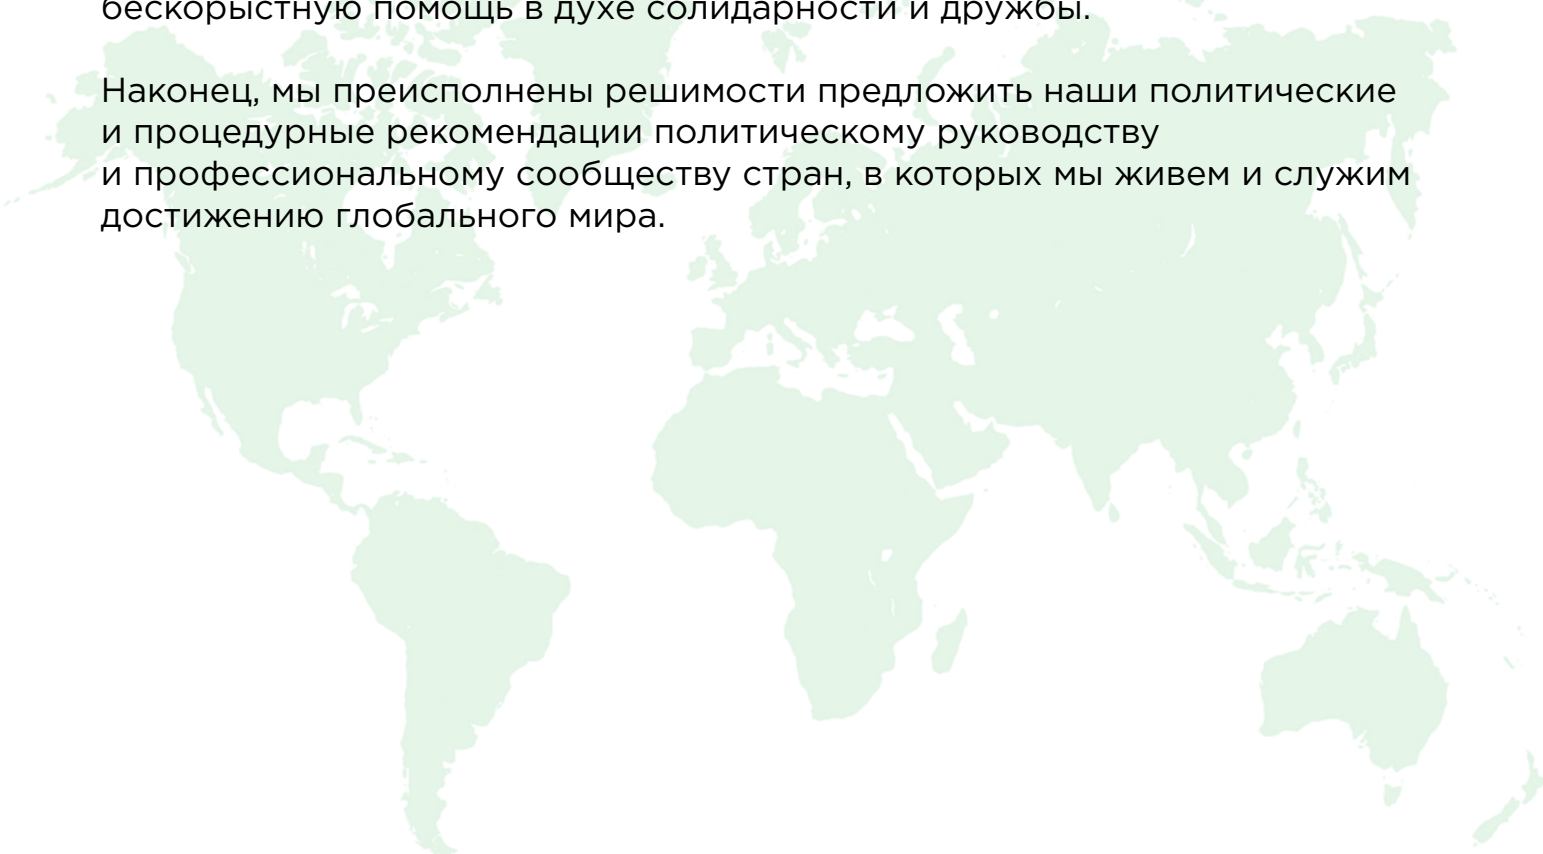 бескорыстную помощь в духе солидарности и дружбы.
Наконец, мы преисполнены решимости предложить наши политические
и процедурные рекомендации политическому руководству
и профессиональному сообществу стран, в которых мы живем и служим
достижению глобального мира.